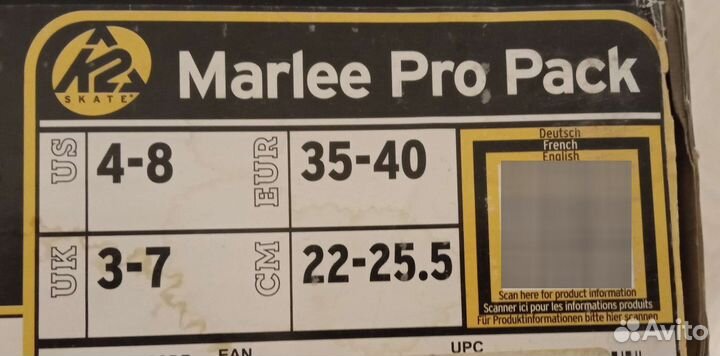 K2
SKATE
Marlee Pro Pack
US 4-8 EUR 35-40
UK 3-7 CM 22-25.5
Deutsch
French
English
Scan here for product information
Scanner ici pour les informations produits
Für Produktinformationen bitte hier scannen
EAN UPC
Avito